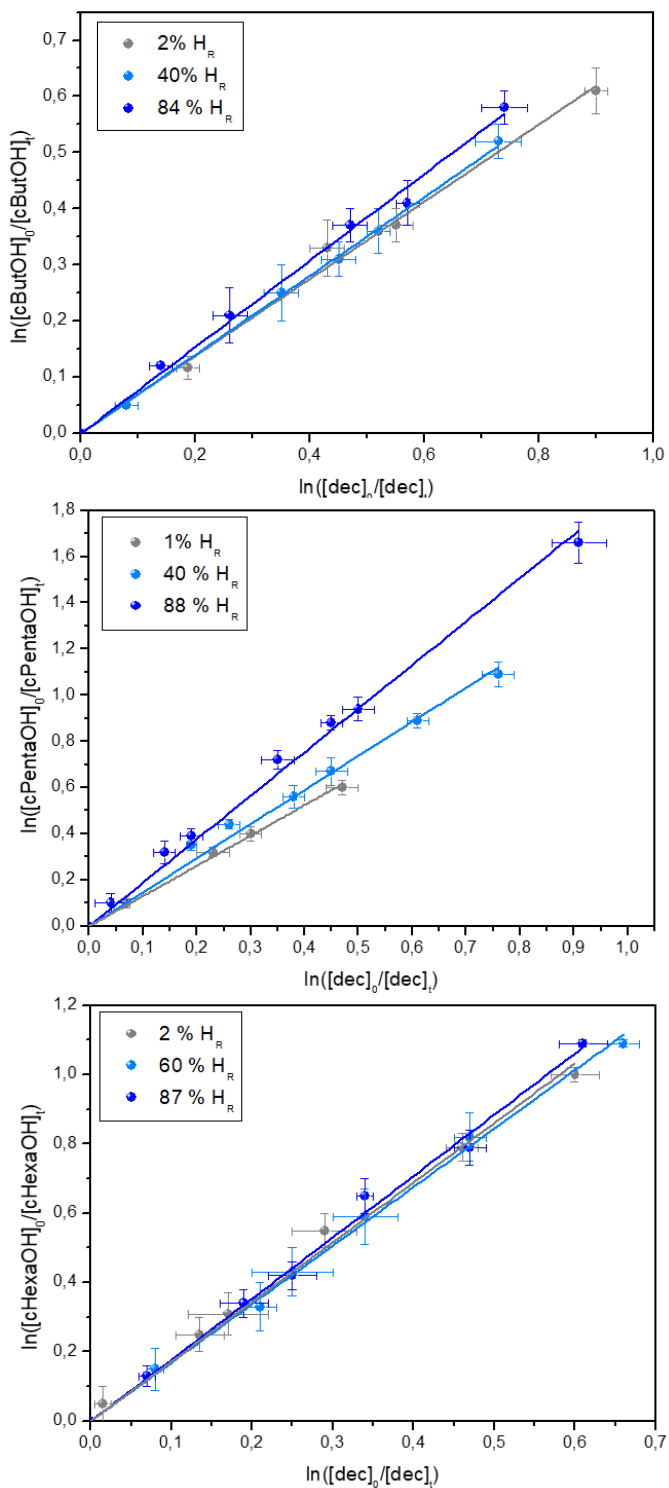 2% H_R
40% H_R
84 % H_R
ln([cButOH]_0/[cButOH]_t)
0,7
0,6
0,5
0,4
0,3
0,2
0,1
0,0
0,0 0,2 0,4 0,6 0,8 1,0
ln([dec]_0/[dec]_t)
1% H_R
40 % H_R
88 % H_R
ln([cPentaOH]_0/[cPentaOH]_t)
1,8
1,6
1,4
1,2
1,0
0,8
0,6
0,4
0,2
0,0
0,0 0,1 0,2 0,3 0,4 0,5 0,6 0,7 0,8 0,9 1,0
ln([dec]_0/[dec]_t)
2 % H_R
60 % H_R
87 % H_R
ln([cHexaOH]_0/[cHexaOH]_t)
1,2
1,0
0,8
0,6
0,4
0,2
0,0
0,0 0,1 0,2 0,3 0,4 0,5 0,6 0,7
ln([dec]_0/[dec]_t)